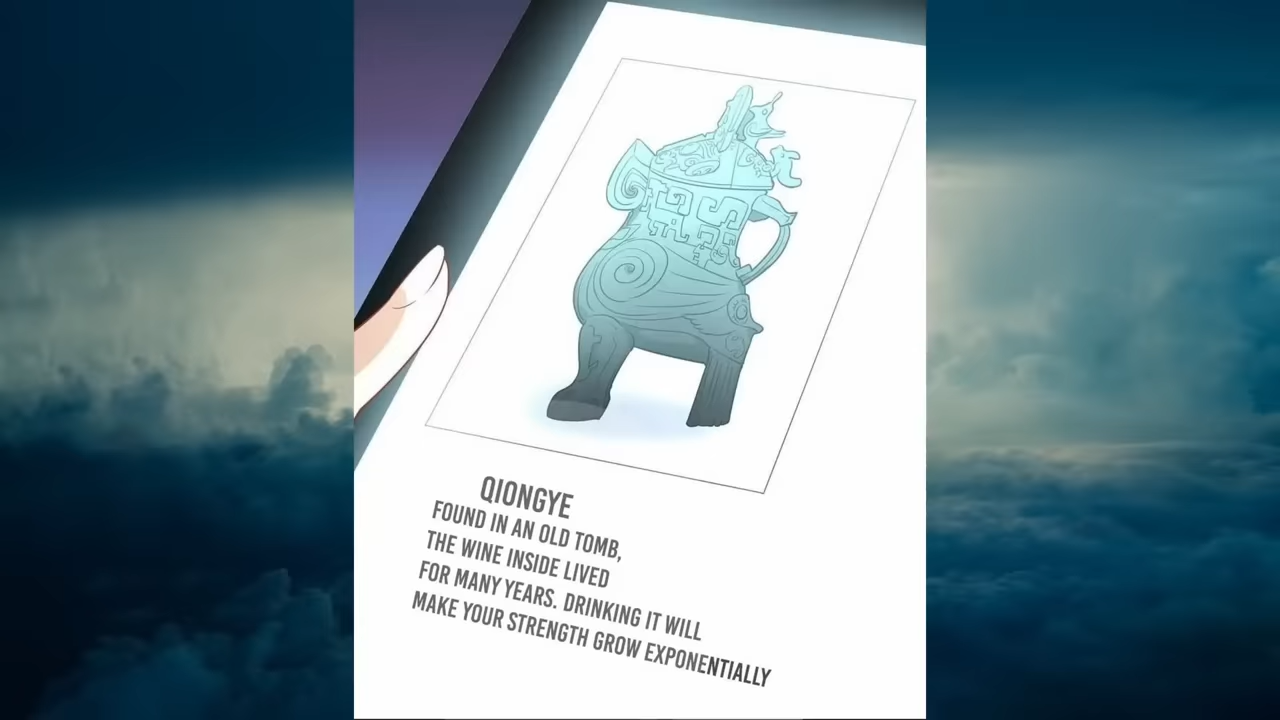 QIONGYE
FOUND IN AN OLD TOMB,
THE WINE INSIDE LIVED
FOR MANY YEARS. DRINKING IT WILL
MAKE YOUR STRENGTH GROW EXPONENTIALLY